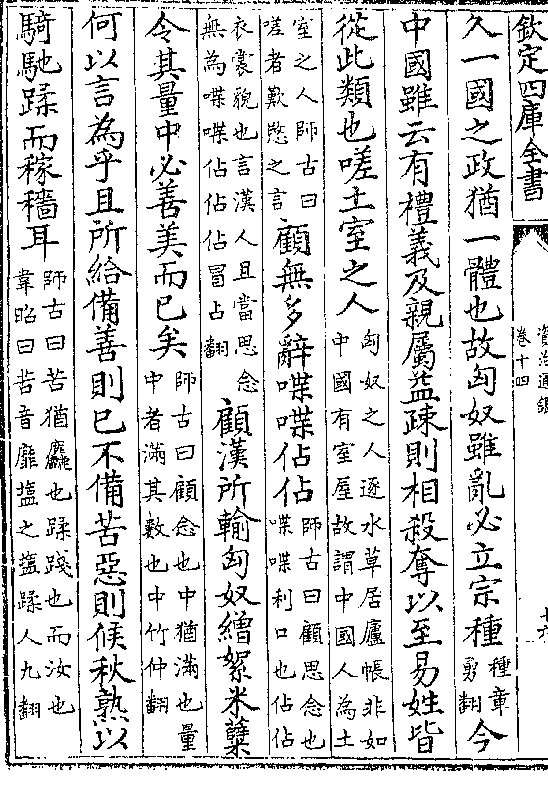 欽定四庫全書
資治通鑑
卷十四
十六
久一國之政猶一體也故匈奴雖亂必立宗種種章勇翻今
中國雖云有禮義及親屬益疎則相殺奪以至易姓皆
從此類也嗟土室之人匈奴之人逐水草居廬帳非如中國有室屋故謂中國人為土
室之人師古曰嗟者歎愍之言顧無多辭喋喋佔佔師古曰顧思念也喋喋利口也佔佔
衣裳貌也言漢人且當思念無為喋喋佔佔佔冒占翻顧漢所輸匈奴繒絮米糱
令其量中必善美而已矣師古曰顧念也中猶滿也量中者滿其數也中竹仲翻
何以言為乎且所給備善則已不備苦惡則候秋熟以
騎馳蹂而稼穡耳師古曰苦猶麤也蹂踐也而汝也韋昭曰苦音靡盬之盬蹂人九翻